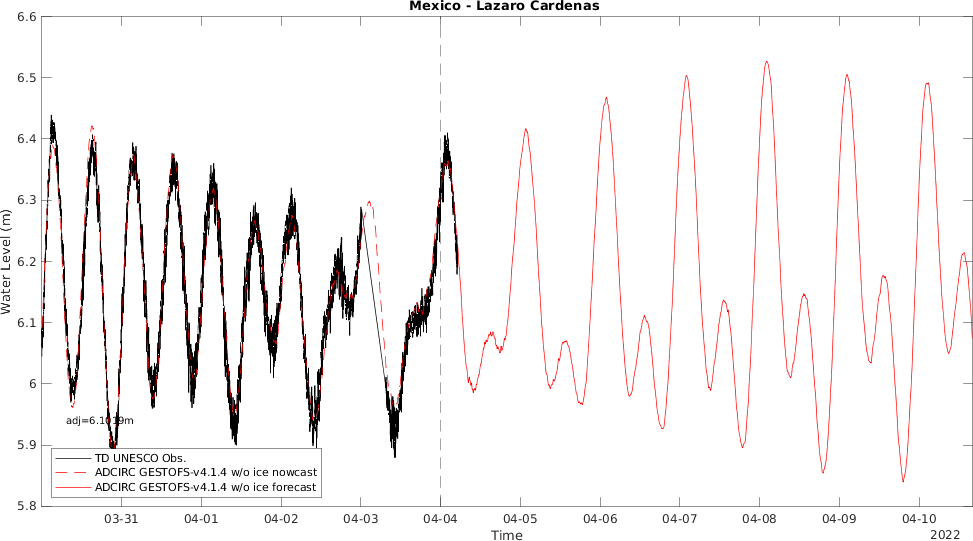 Mexico - Lazaro Cardenas
Water Level (m)
6.6
6.5
6.4
6.3
6.2
6.1
6
5.9
5.8
adj=6.1019m
TD UNESCO Obs.
ADCIRC GESTOFS-v4.1.4 w/o ice nowcast
ADCIRC GESTOFS-v4.1.4 w/o ice forecast
03-31 04-01 04-02 04-03 04-04 04-05 04-06 04-07 04-08 04-09 04-10
Time
2022